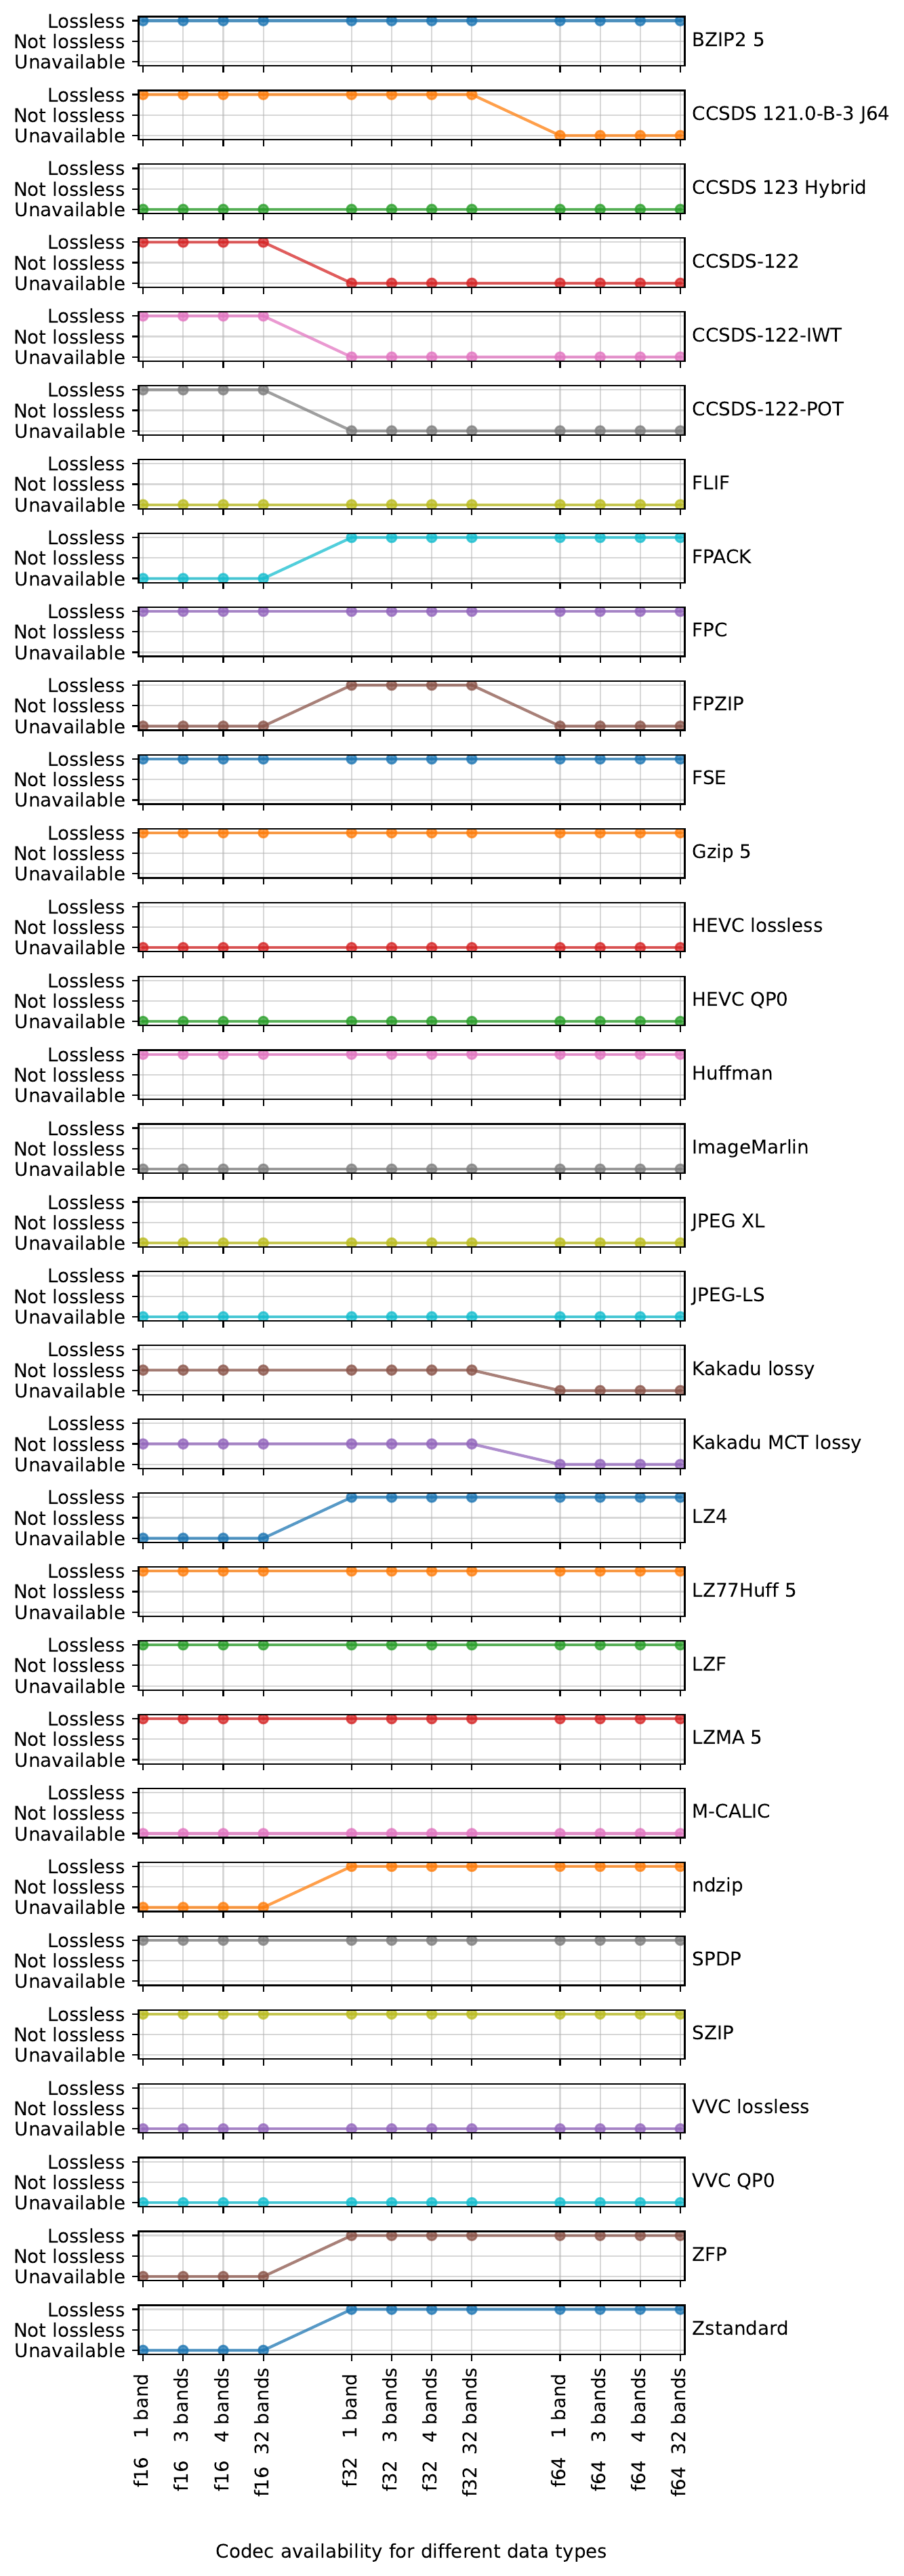 Lossless
Not lossless
Unavailable
BZIP2 5
Lossless
Not lossless
Unavailable
CCSDS 121.0-B-3 J64
Lossless
Not lossless
Unavailable
CCSDS 123 Hybrid
Lossless
Not lossless
Unavailable
CCSDS-122
Lossless
Not lossless
Unavailable
CCSDS-122-IWT
Lossless
Not lossless
Unavailable
CCSDS-122-POT
Lossless
Not lossless
Unavailable
FLIF
Lossless
Not lossless
Unavailable
FPACK
Lossless
Not lossless
Unavailable
FPC
Lossless
Not lossless
Unavailable
FPZIP
Lossless
Not lossless
Unavailable
FSE
Lossless
Not lossless
Unavailable
Gzip 5
Lossless
Not lossless
Unavailable
HEVC lossless
Lossless
Not lossless
Unavailable
HEVC QP0
Lossless
Not lossless
Unavailable
Huffman
Lossless
Not lossless
Unavailable
ImageMarlin
Lossless
Not lossless
Unavailable
JPEG XL
Lossless
Not lossless
Unavailable
JPEG-LS
Lossless
Not lossless
Unavailable
Kakadu lossy
Lossless
Not lossless
Unavailable
Kakadu MCT lossy
Lossless
Not lossless
Unavailable
LZ4
Lossless
Not lossless
Unavailable
LZ77Huff 5
Lossless
Not lossless
Unavailable
LZF
Lossless
Not lossless
Unavailable
LZMA 5
Lossless
Not lossless
Unavailable
M-CALIC
Lossless
Not lossless
Unavailable
ndzip
Lossless
Not lossless
Unavailable
SPDP
Lossless
Not lossless
Unavailable
SZIP
Lossless
Not lossless
Unavailable
VVC lossless
Lossless
Not lossless
Unavailable
VVC QP0
Lossless
Not lossless
Unavailable
ZFP
Lossless
Not lossless
Unavailable
Zstandard
f16 1 band
f16 3 bands
f16 4 bands
f16 32 bands
f32 1 band
f32 3 bands
f32 4 bands
f32 32 bands
f64 1 band
f64 3 bands
f64 4 bands
f64 32 bands
Codec availability for different data types